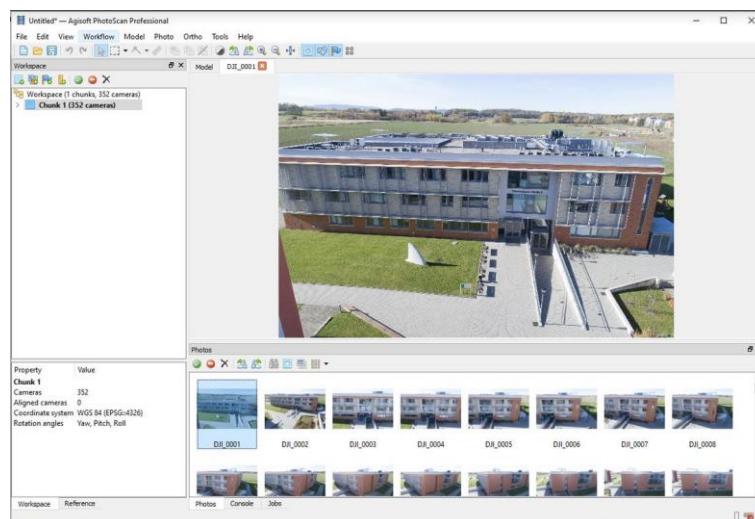 Untitled* — Agisoft PhotoScan Professional
File Edit View Workflow Model Photo Ortho Tools Help
Workspace
Workspace (1 chunks, 352 cameras)
Chunk 1 (352 cameras)
Model DJI_0001
Property Value
Chunk 1
Cameras 352
Aligned cameras 0
Coordinate system WGS 84 (EPSG::4326)
Rotation angles Yaw, Pitch, Roll
Workspace Reference
Photos
DJI_0001 DJI_0002 DJI_0003 DJI_0004 DJI_0005 DJI_0006 DJI_0007 DJI_0008
Photos Console Jobs